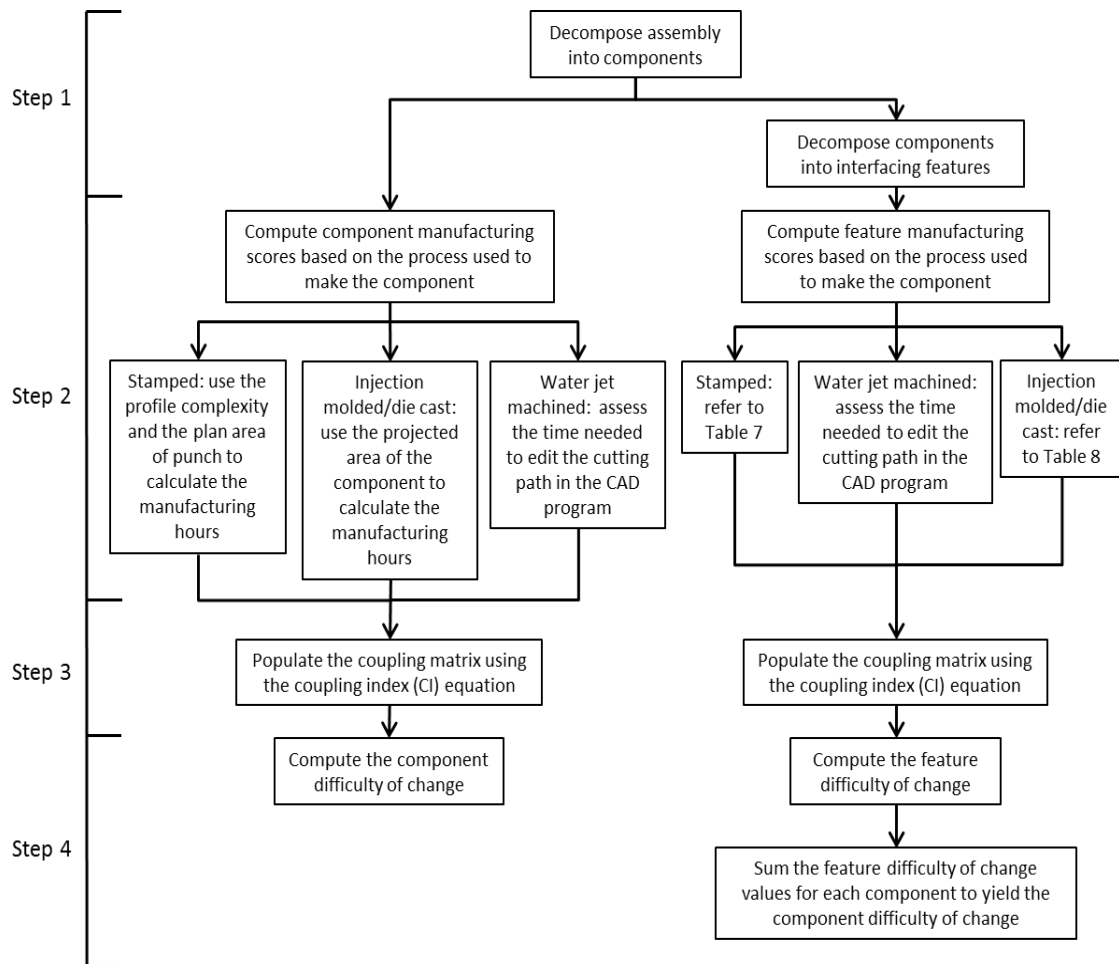 Decompose assembly
into components
Step 1
Decompose components
into interfacing features
Compute component manufacturing
scores based on the process used to
make the component
Compute feature manufacturing
scores based on the process used
to make the component
Step 2
Stamped: use the
profile complexity
and the plan area
of punch to
calculate the
manufacturing
hours
Injection
molded/die cast:
use the projected
area of the
component to
calculate the
manufacturing
hours
Water jet
machined: assess
the time needed
to edit the cutting
path in the CAD
program
Stamped:
refer to
Table 7
Water jet machined:
assess the time
needed to edit the
cutting path in the
CAD program
Injection
molded/die
cast: refer
to Table 8
Step 3
Populate the coupling matrix using
the coupling index (CI) equation
Populate the coupling matrix using
the coupling index (CI) equation
Step 4
Compute the component
difficulty of change
Compute the feature
difficulty of change
Sum the feature difficulty of change
values for each component to yield the
component difficulty of change